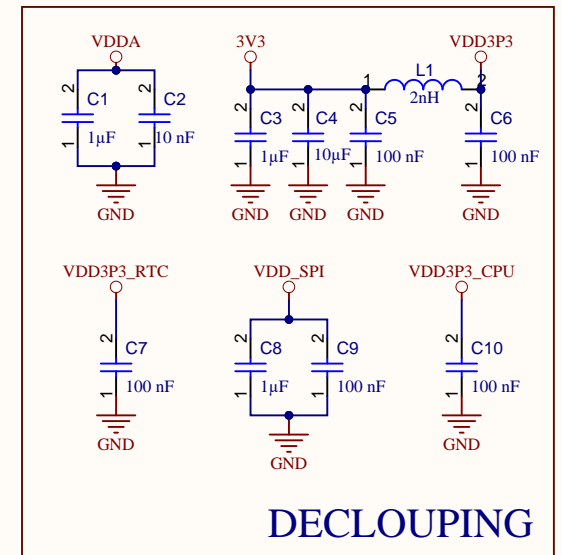 VDDA 3V3 VDD3P3
2 C1 1µF 1
2 C2 10 nF 1
2 C3 1µF 1
2 C4 10µF 1
2 C5 100 nF 1
1 L1 2nH 2
2 C6 100 nF 1
GND GND GND GND GND
VDD3P3_RTC VDD_SPI VDD3P3_CPU
2 C7 100 nF 1
2 C8 1µF 1
2 C9 100 nF 1
2 C10 100 nF 1
GND GND GND
DECLOUPING